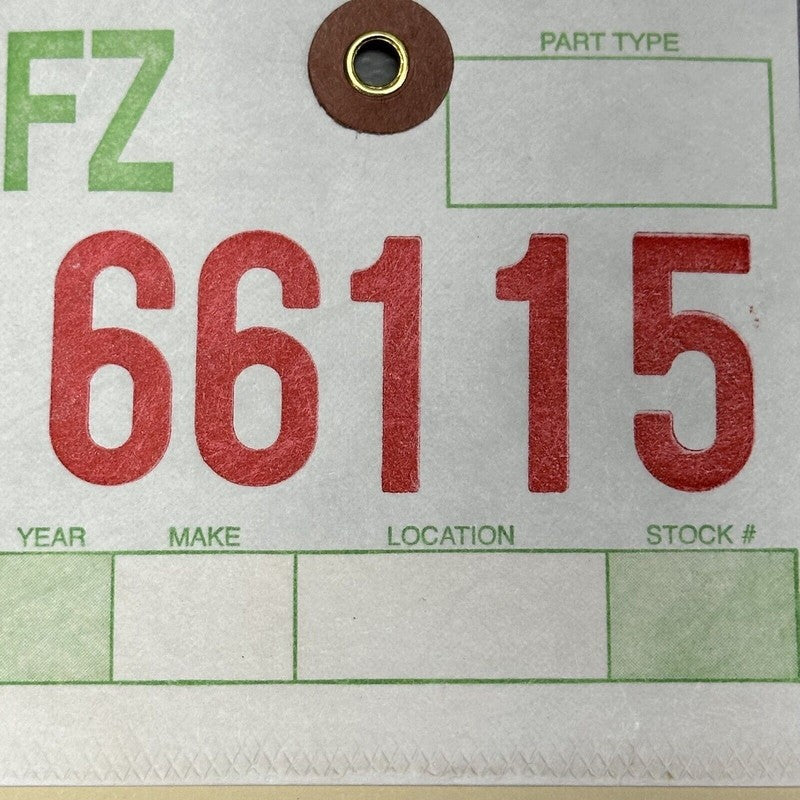 FZ
PART TYPE
66115
YEAR MAKE LOCATION STOCK #